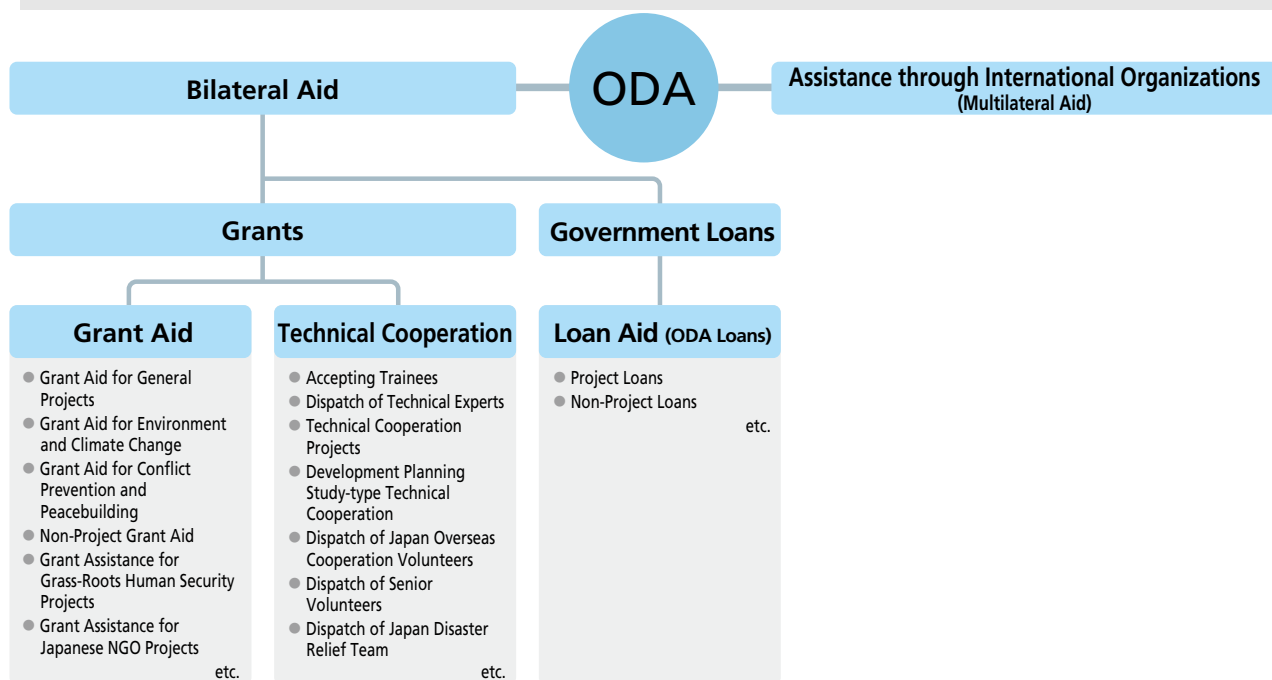 ODA
Bilateral Aid
Assistance through International Organizations
(Multilateral Aid)
Grants
Government Loans
Grant Aid
● Grant Aid for General
Projects
● Grant Aid for Environment
and Climate Change
● Grant Aid for Conflict
Prevention and
Peacebuilding
● Non-Project Grant Aid
● Grant Assistance for
Grass-Roots Human Security
Projects
● Grant Assistance for
Japanese NGO Projects
etc.
Technical Cooperation
● Accepting Trainees
● Dispatch of Technical Experts
● Technical Cooperation
Projects
● Development Planning
Study-type Technical
Cooperation
● Dispatch of Japan Overseas
Cooperation Volunteers
● Dispatch of Senior
Volunteers
● Dispatch of Japan Disaster
Relief Team
etc.
Loan Aid (ODA Loans)
● Project Loans
● Non-Project Loans
etc.